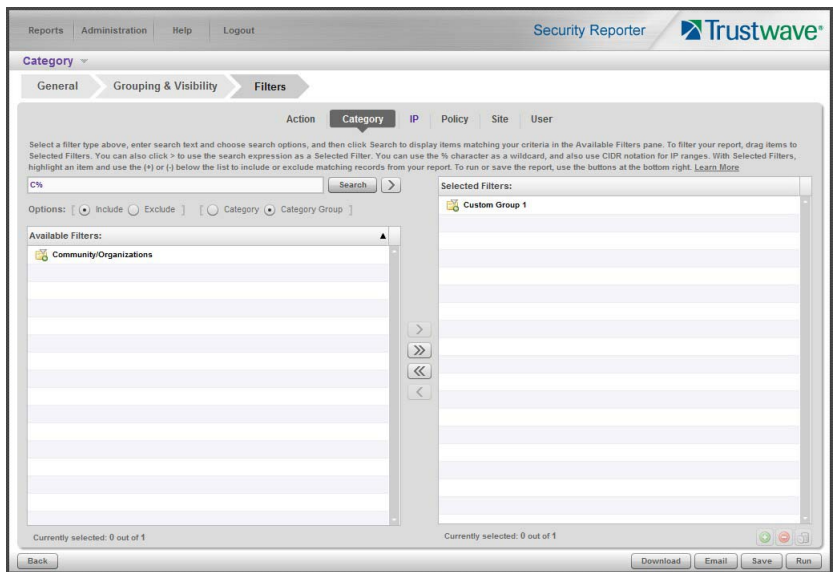 Reports Administration Help Logout Security Reporter Trustwave®
Category
General Grouping & Visibility Filters
Action Category IP Policy Site User
Select a filter type above, enter search text and choose search options, and then click Search to display items matching your criteria in the Available Filters pane. To filter your report, drag items to
Selected Filters. You can also click > to use the search expression as a Selected Filter. You can use the % character as a wildcard, and also use CIDR notation for IP ranges. With Selected Filters,
highlight an item and use the (+) or (-) below the list to include or exclude matching records from your report. To run or save the report, use the buttons at the bottom right. Learn More
C% Search > Selected Filters:
Options: [ Include Exclude ] [ Category Category Group ] Custom Group 1
Available Filters:
Community/Organizations
>
>>
<<
<
Currently selected: 0 out of 1 Currently selected: 0 out of 1
Back Download Email Save Run